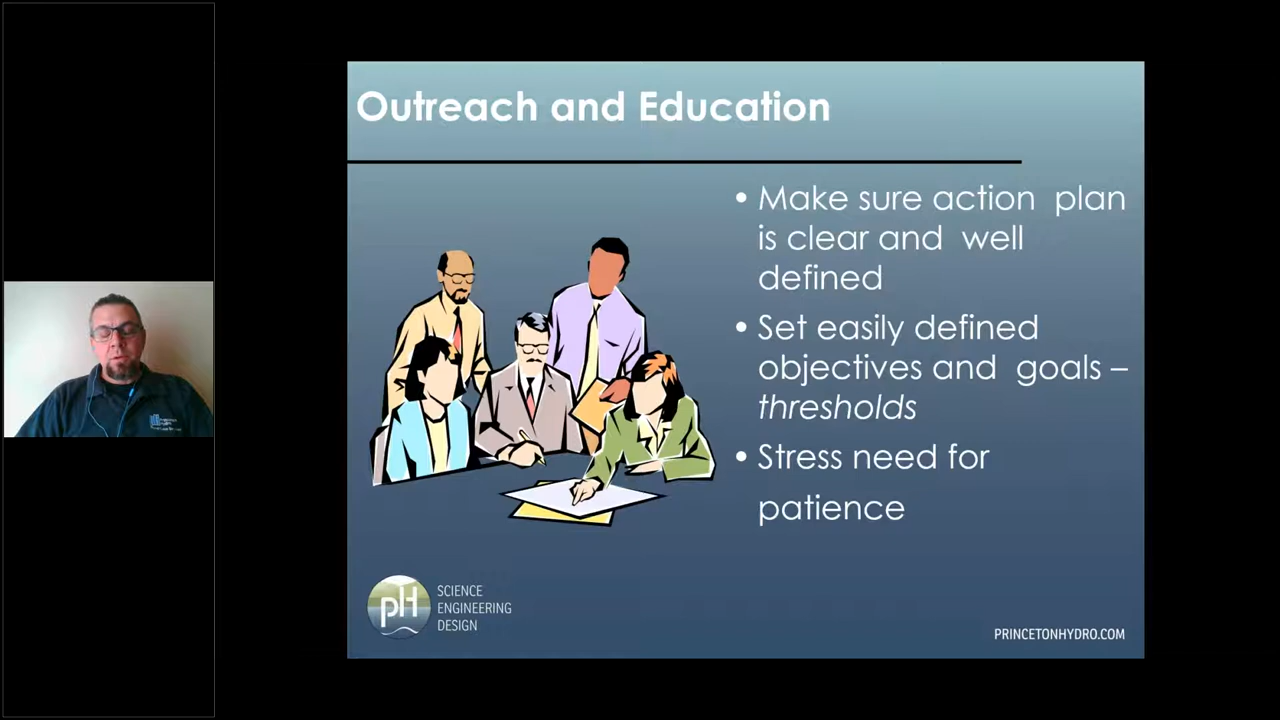 Outreach and Education
• Make sure action plan
is clear and well
defined
• Set easily defined
objectives and goals –
thresholds
• Stress need for
patience
pH
SCIENCE
ENGINEERING
DESIGN
PRINCETONHYDRO.COM